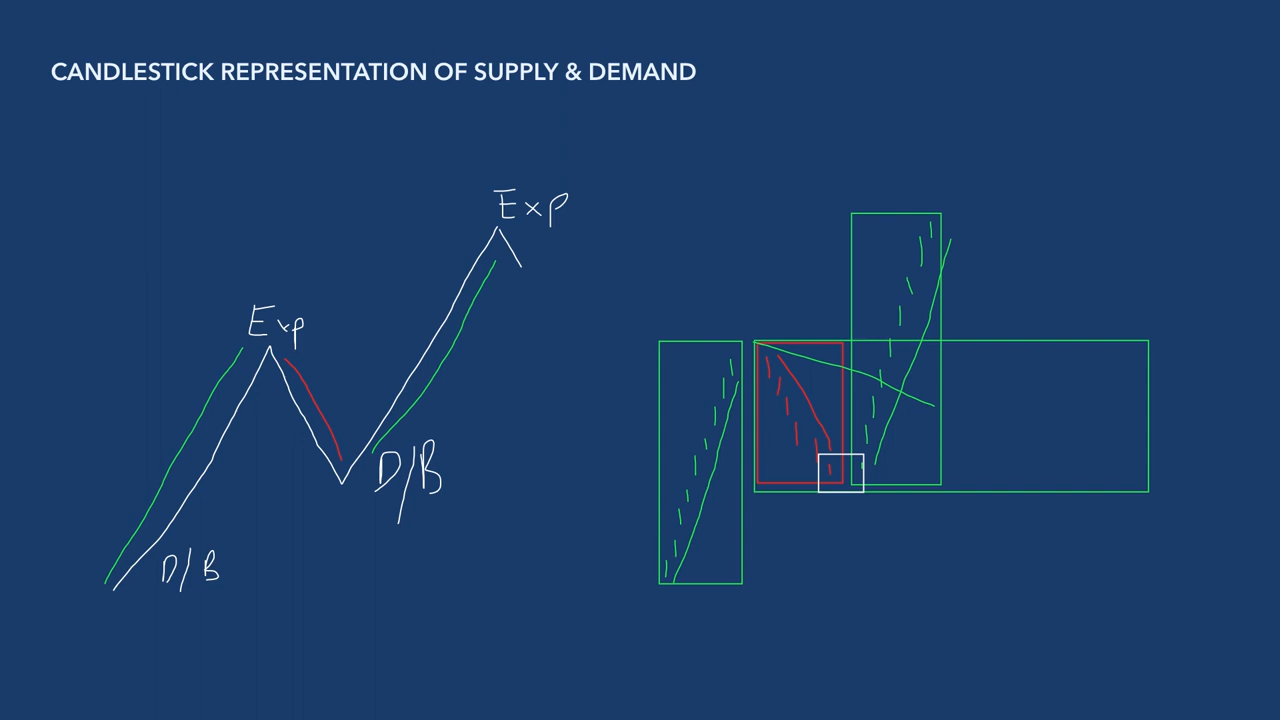 CANDLESTICK REPRESENTATION OF SUPPLY & DEMAND
Exp
Exp
D/B
D/B